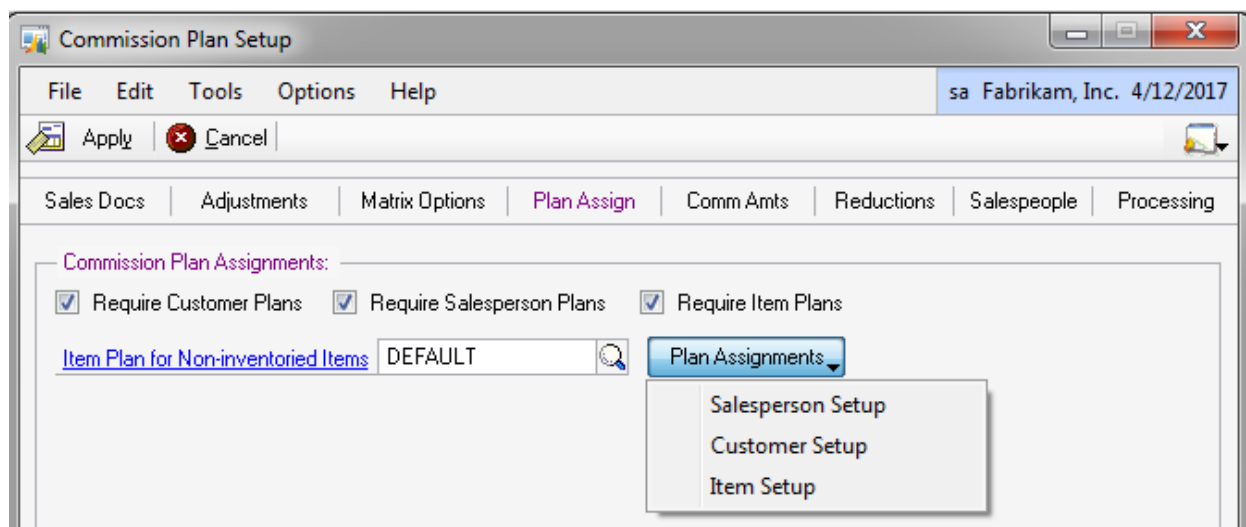 Commission Plan Setup
File Edit Tools Options Help sa Fabrikam, Inc. 4/12/2017
Apply Cancel
Sales Docs Adjustments Matrix Options Plan Assign Comm Amts Reductions Salespeople Processing
Commission Plan Assignments:
Require Customer Plans Require Salesperson Plans Require Item Plans
Item Plan for Non-inventoried Items DEFAULT Plan Assignments
Salesperson Setup
Customer Setup
Item Setup